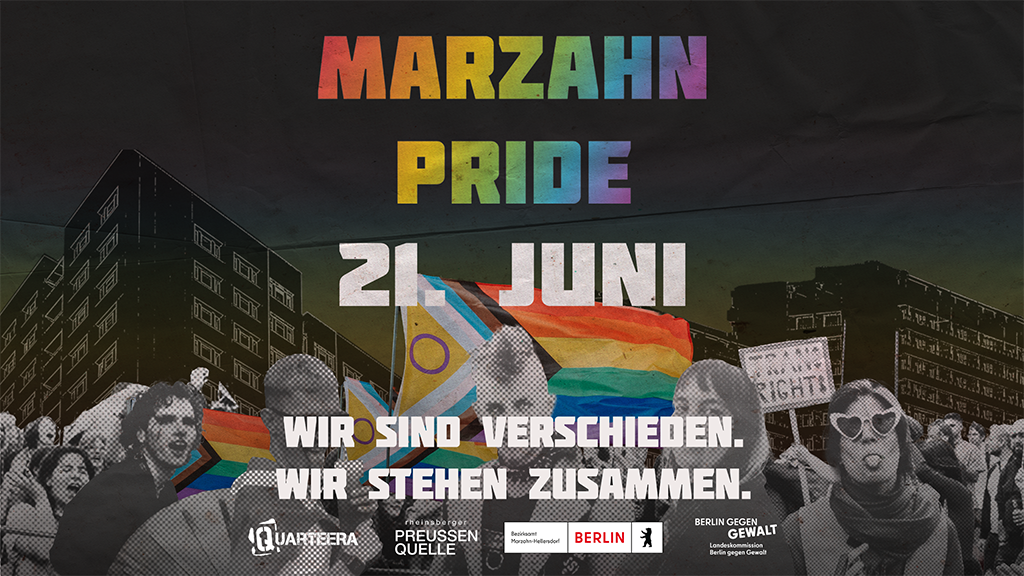 MARZAHN
PRIDE
21. JUNI
TRANS
RIGHTS!
WIR SIND VERSCHIEDEN.
WIR STEHEN ZUSAMMEN.
QUARTEERA
rheinsberger
PREUSSEN
QUELLE
Bezirksamt
Marzahn-Hellersdorf
BERLIN
BERLIN GEGEN
GEWALT
Landeskommission
Berlin gegen Gewalt